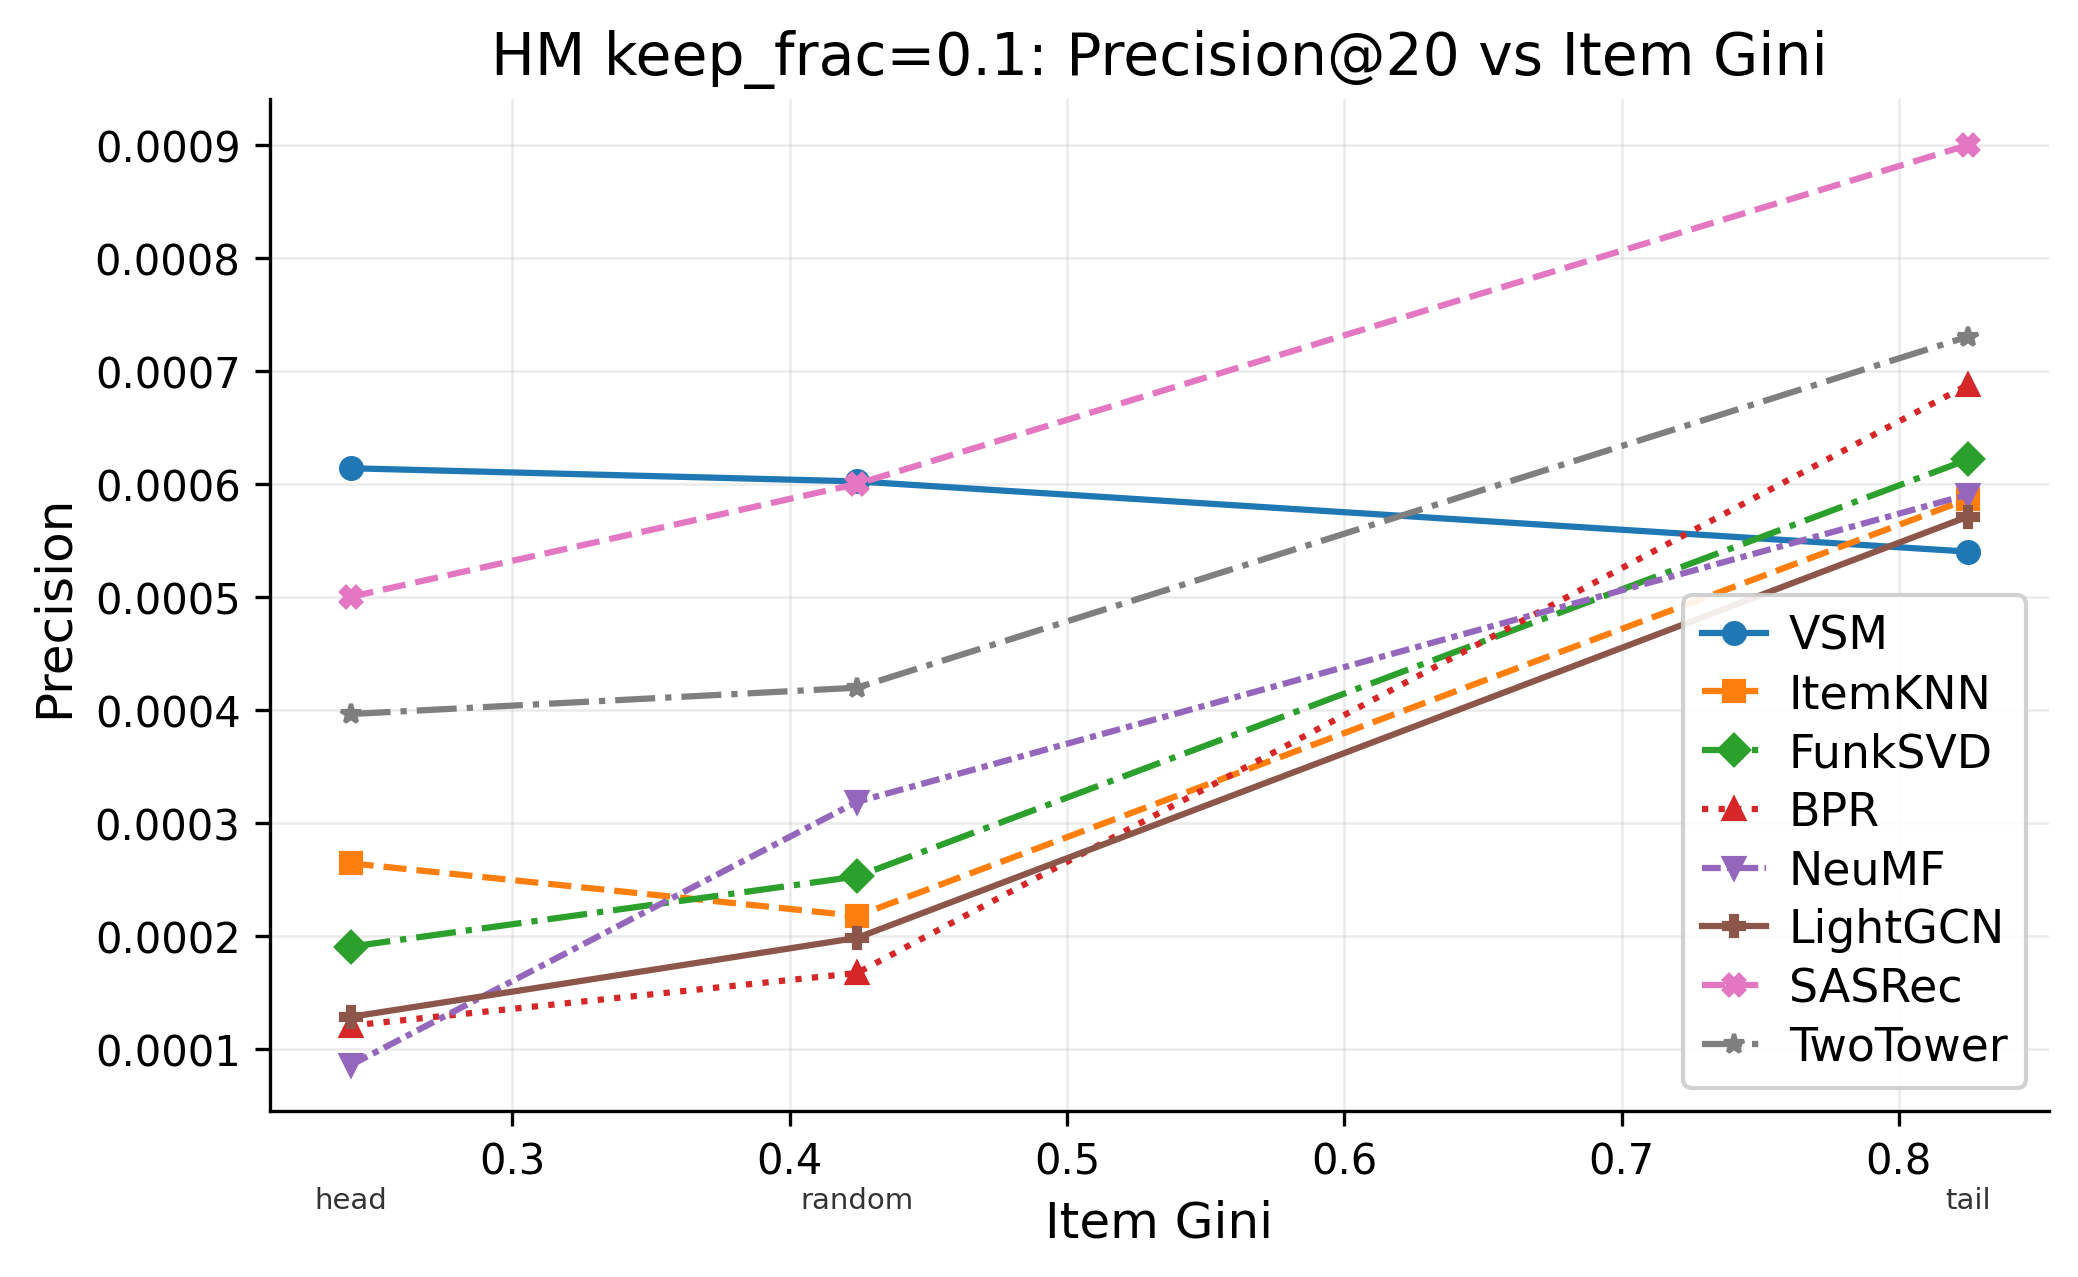 HM keep_frac=0.1: Precision@20 vs Item Gini
Precision
0.0009
0.0008
0.0007
0.0006
0.0005
0.0004
0.0003
0.0002
0.0001
VSM
ItemKNN
FunkSVD
BPR
NeuMF
LightGCN
SASRec
TwoTower
0.3 0.4 0.5 0.6 0.7 0.8
head random tail
Item Gini